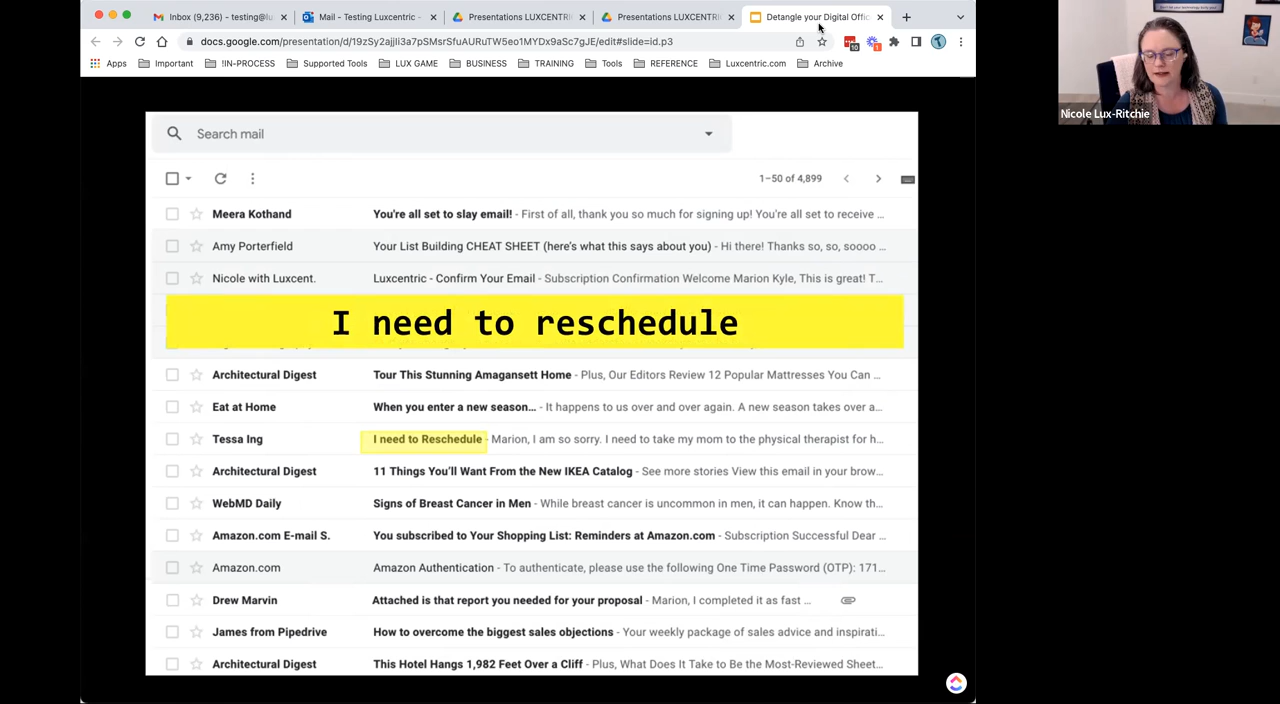 Inbox (9,236) - testing@lu
Mail - Testing Luxcentric -
Presentations LUXCENTRI
Presentations LUXCENTRI
Detangle your Digital Offic
docs.google.com/presentation/d/19zSy2ajjIi3a7pSMsrSfuAURuTW5eo1MYDx9aSc7gJE/edit#slide=id.p3
Apps
Important
!IN-PROCESS
Supported Tools
LUX GAME
BUSINESS
TRAINING
Tools
REFERENCE
Luxcentric.com
Archive
Nicole Lux-Ritchie
Search mail
1–50 of 4,899
Meera Kothand You're all set to slay email! - First of all, thank you so much for signing up! You're all set to receive ...
Amy Porterfield Your List Building CHEAT SHEET (here's what this says about you) - Hi there! Thanks so, so, soooo ...
Nicole with Luxcent. Luxcentric - Confirm Your Email - Subscription Confirmation Welcome Marion Kyle, This is great! T...
I need to reschedule
Architectural Digest Tour This Stunning Amagansett Home - Plus, Our Editors Review 12 Popular Mattresses You Can ...
Eat at Home When you enter a new season... - It happens to us over and over again. A new season takes over a...
Tessa Ing I need to Reschedule - Marion, I am so sorry. I need to take my mom to the physical therapist for h...
Architectural Digest 11 Things You'll Want From the New IKEA Catalog - See more stories View this email in your brow...
WebMD Daily Signs of Breast Cancer in Men - While breast cancer is uncommon in men, it can happen. Know th...
Amazon.com E-mail S. You subscribed to Your Shopping List: Reminders at Amazon.com - Subscription Successful Dear ...
Amazon.com Amazon Authentication - To authenticate, please use the following One Time Password (OTP): 171...
Drew Marvin Attached is that report you needed for your proposal - Marion, I completed it as fast ...
James from Pipedrive How to overcome the biggest sales objections - Your weekly package of sales advice and inspirati...
Architectural Digest This Hotel Hangs 1,982 Feet Over a Cliff - Plus, What Does It Take to Be the Most-Reviewed Sheet...